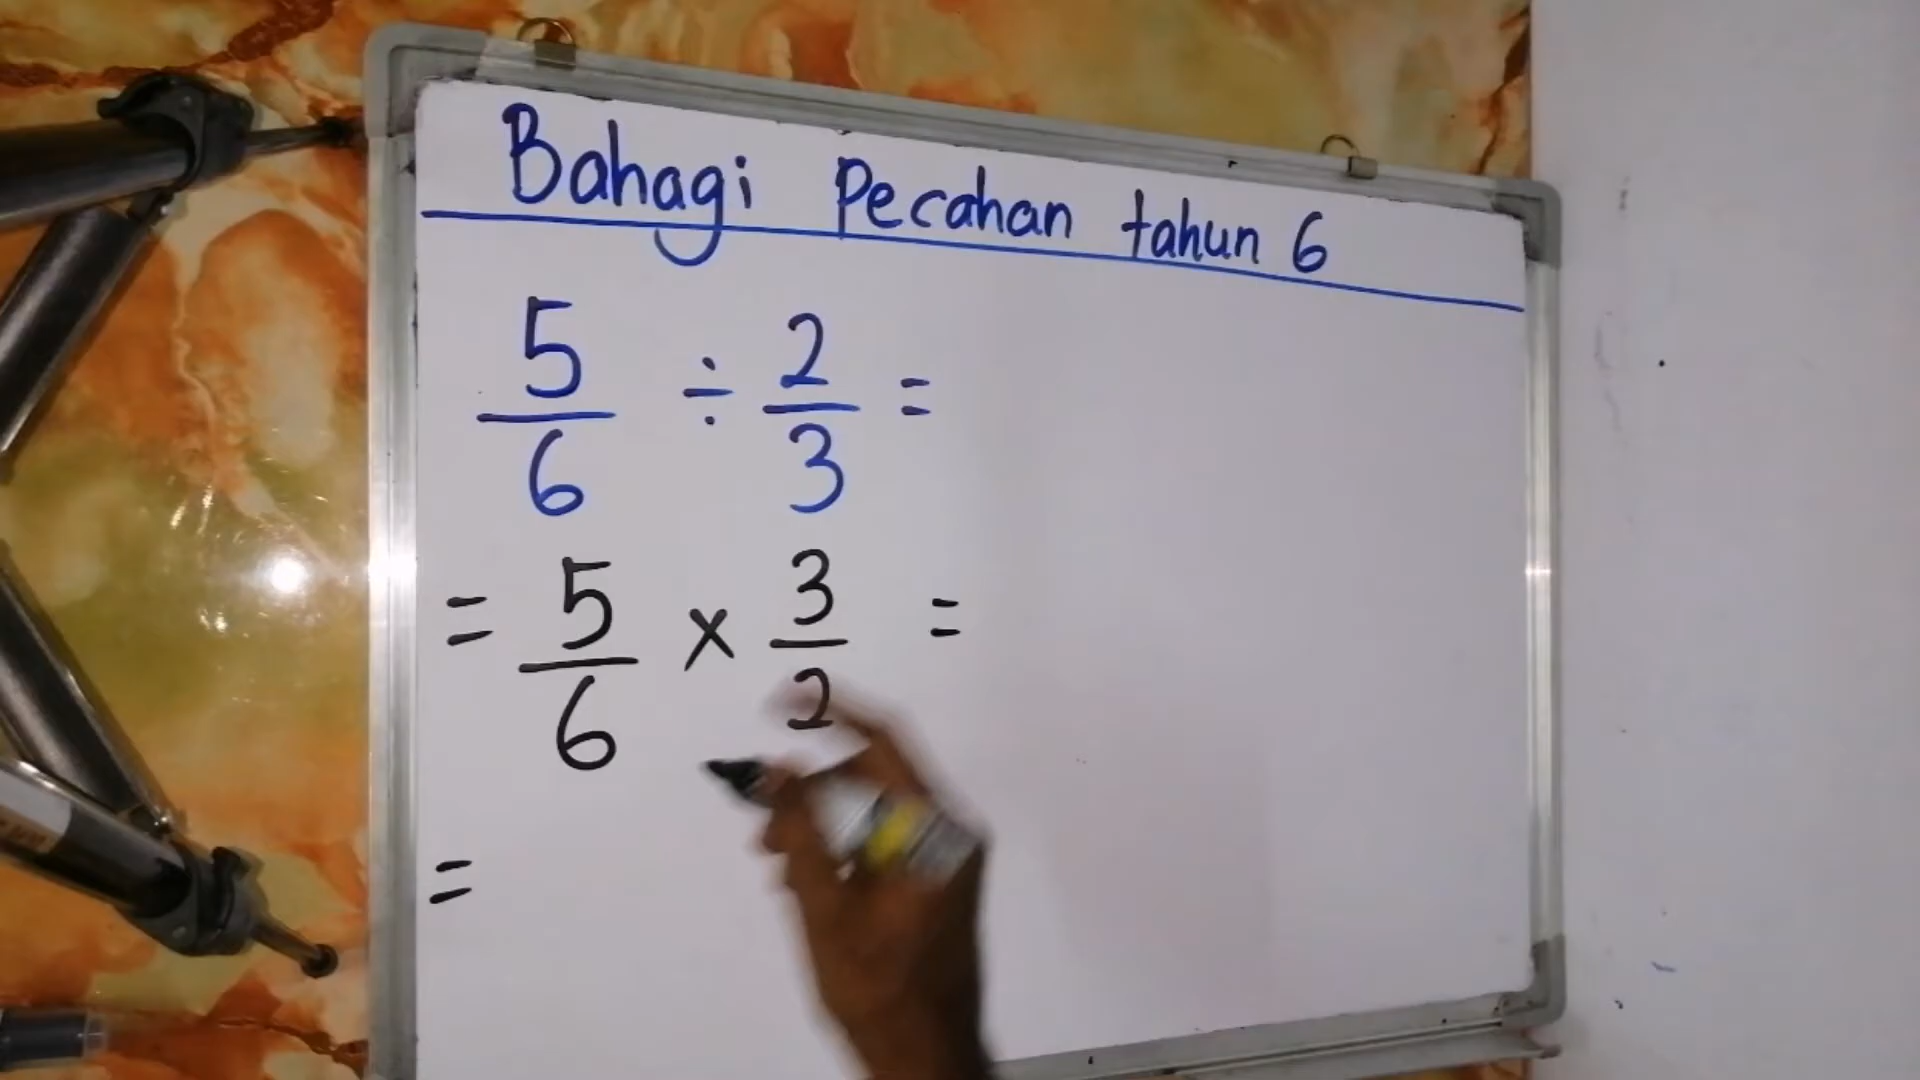 Bahagi Pecahan tahun 6
5/6 ÷ 2/3 =
= 5/6 × 3/2 =
=